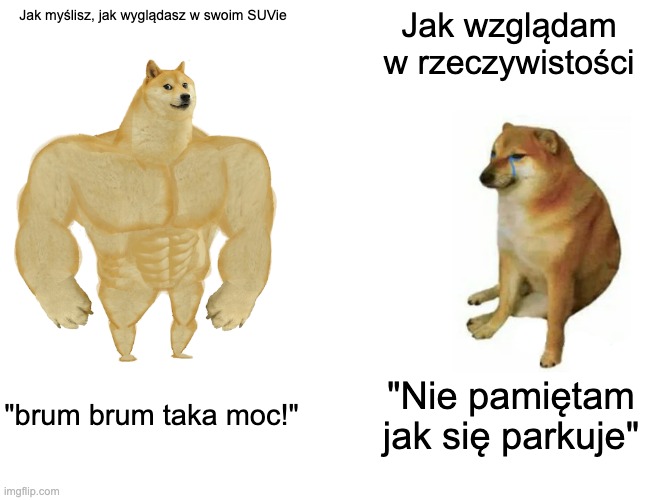 Jak myślisz, jak wyglądasz w swoim SUVie
Jak wzglądam
w rzeczywistości
"brum brum taka moc!"
"Nie pamiętam
jak się parkuje"
imgflip.com